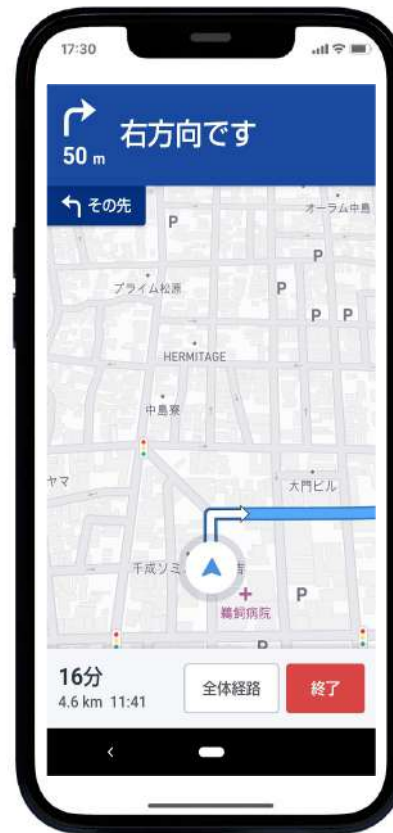 17:30
右方向です
50 m
その先
オーラム中島
P
P
プライム松原
P
P P
HERMITAGE
中島寮
ヤマ
大門ビル
千成ソミ
P
鵜飼病院
P
16分
4.6 km 11:41
全体経路
終了